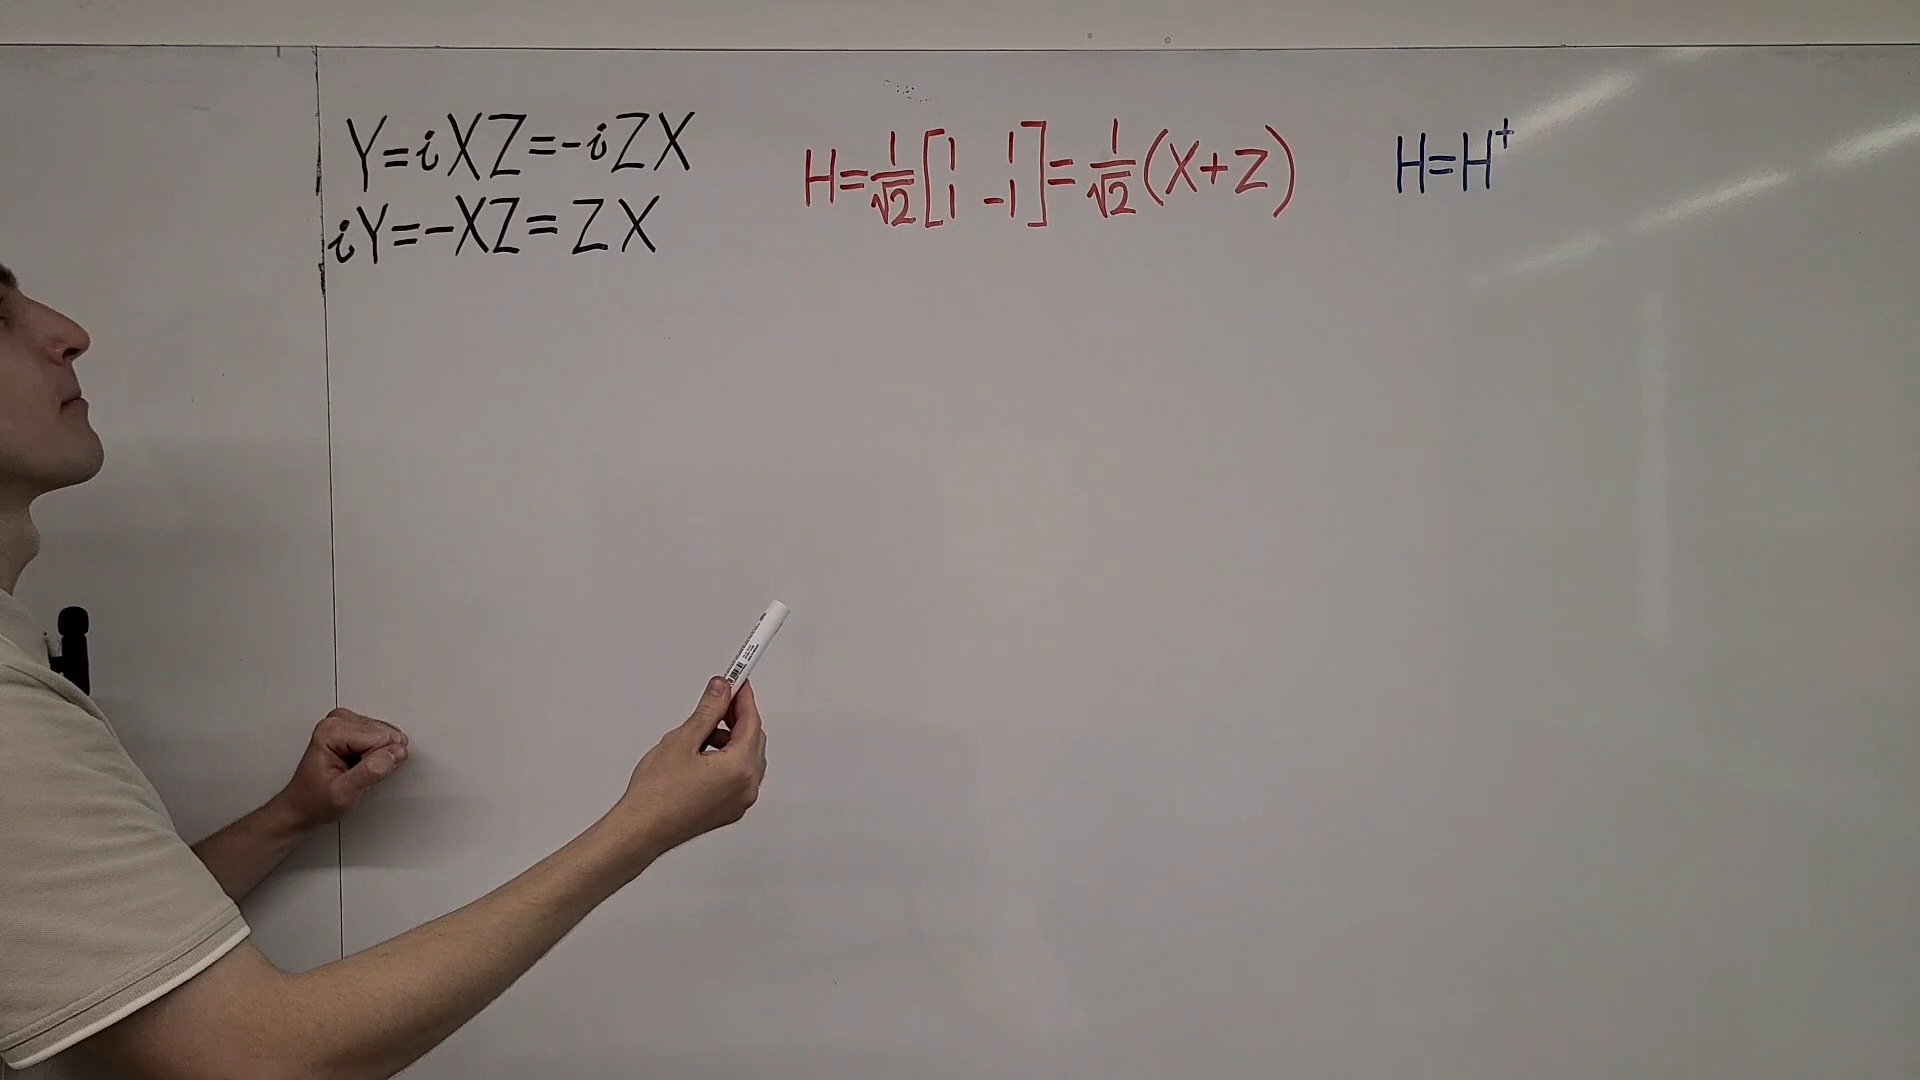 Y=iXZ=-iZX
iY=-XZ=ZX
H=1/√2[1 1
1 -1]=1/√2(X+Z)
H=H†